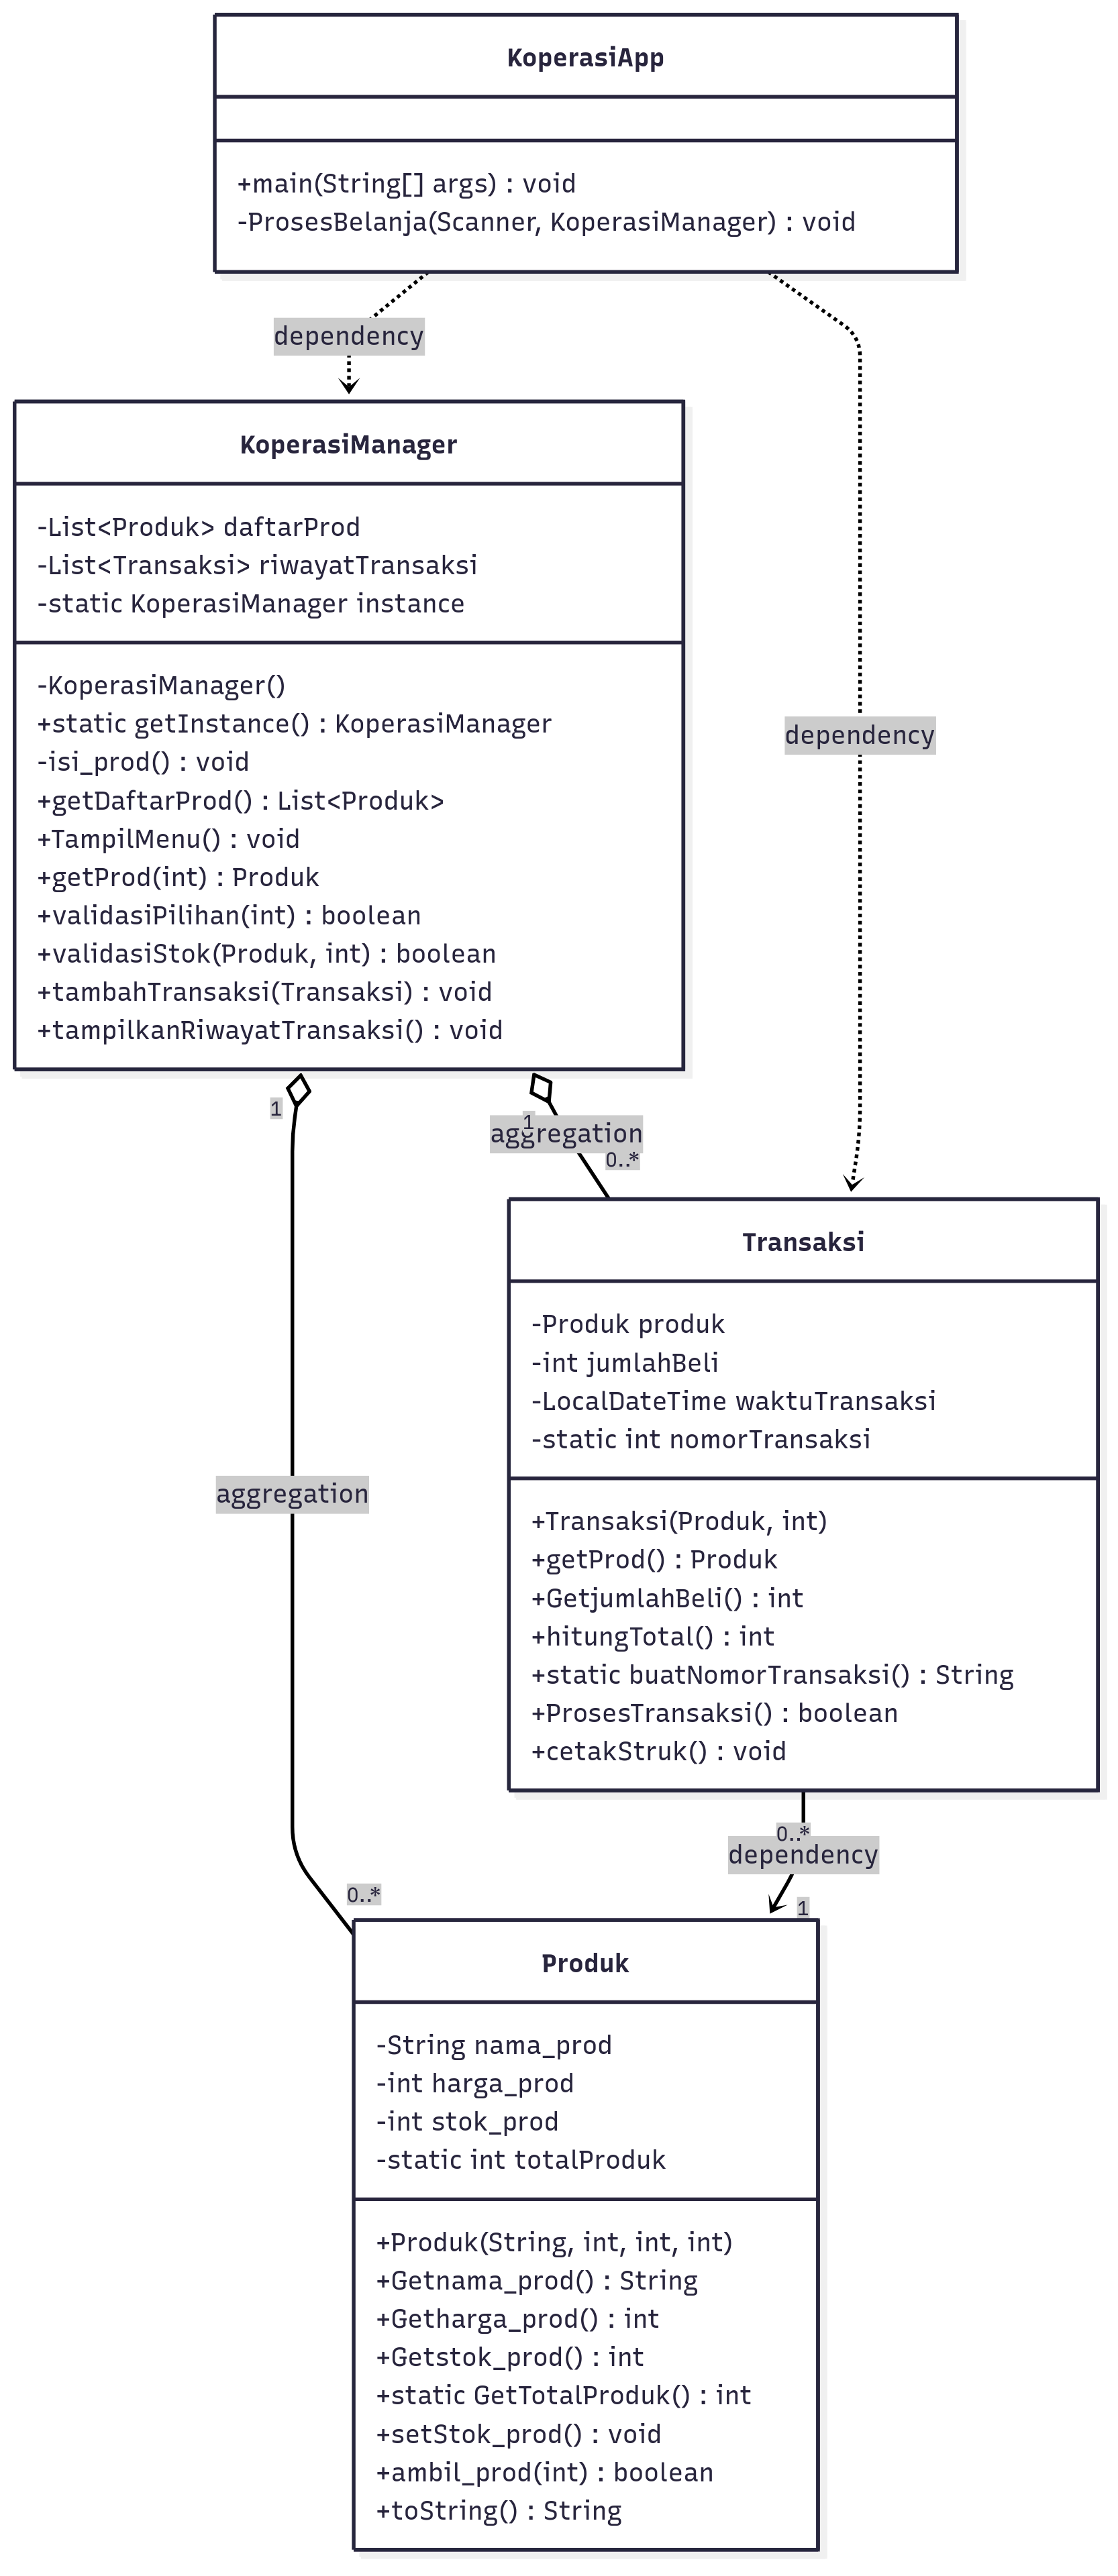 KoperasiApp
+main(String[] args) : void
-ProsesBelanja(Scanner, KoperasiManager) : void
dependency
KoperasiManager
-List<Produk> daftarProd
-List<Transaksi> riwayatTransaksi
-static KoperasiManager instance
-KoperasiManager()
+static getInstance() : KoperasiManager
-isi_prod() : void
+getDaftarProd() : List<Produk>
+TampilMenu() : void
+getProd(int) : Produk
+validasiPilihan(int) : boolean
+validasiStok(Produk, int) : boolean
+tambahTransaksi(Transaksi) : void
+tampilkanRiwayatTransaksi() : void
dependency
1
1
aggregation
0..*
Transaksi
-Produk produk
-int jumlahBeli
-LocalDateTime waktuTransaksi
-static int nomorTransaksi
+Transaksi(Produk, int)
+getProd() : Produk
+GetjumlahBeli() : int
+hitungTotal() : int
+static buatNomorTransaksi() : String
+ProsesTransaksi() : boolean
+cetakStruk() : void
aggregation
0..*
dependency
0..*
1
Produk
-String nama_prod
-int harga_prod
-int stok_prod
-static int totalProduk
+Produk(String, int, int, int)
+Getnama_prod() : String
+Getharga_prod() : int
+Getstok_prod() : int
+static GetTotalProduk() : int
+setStok_prod() : void
+ambil_prod(int) : boolean
+toString() : String